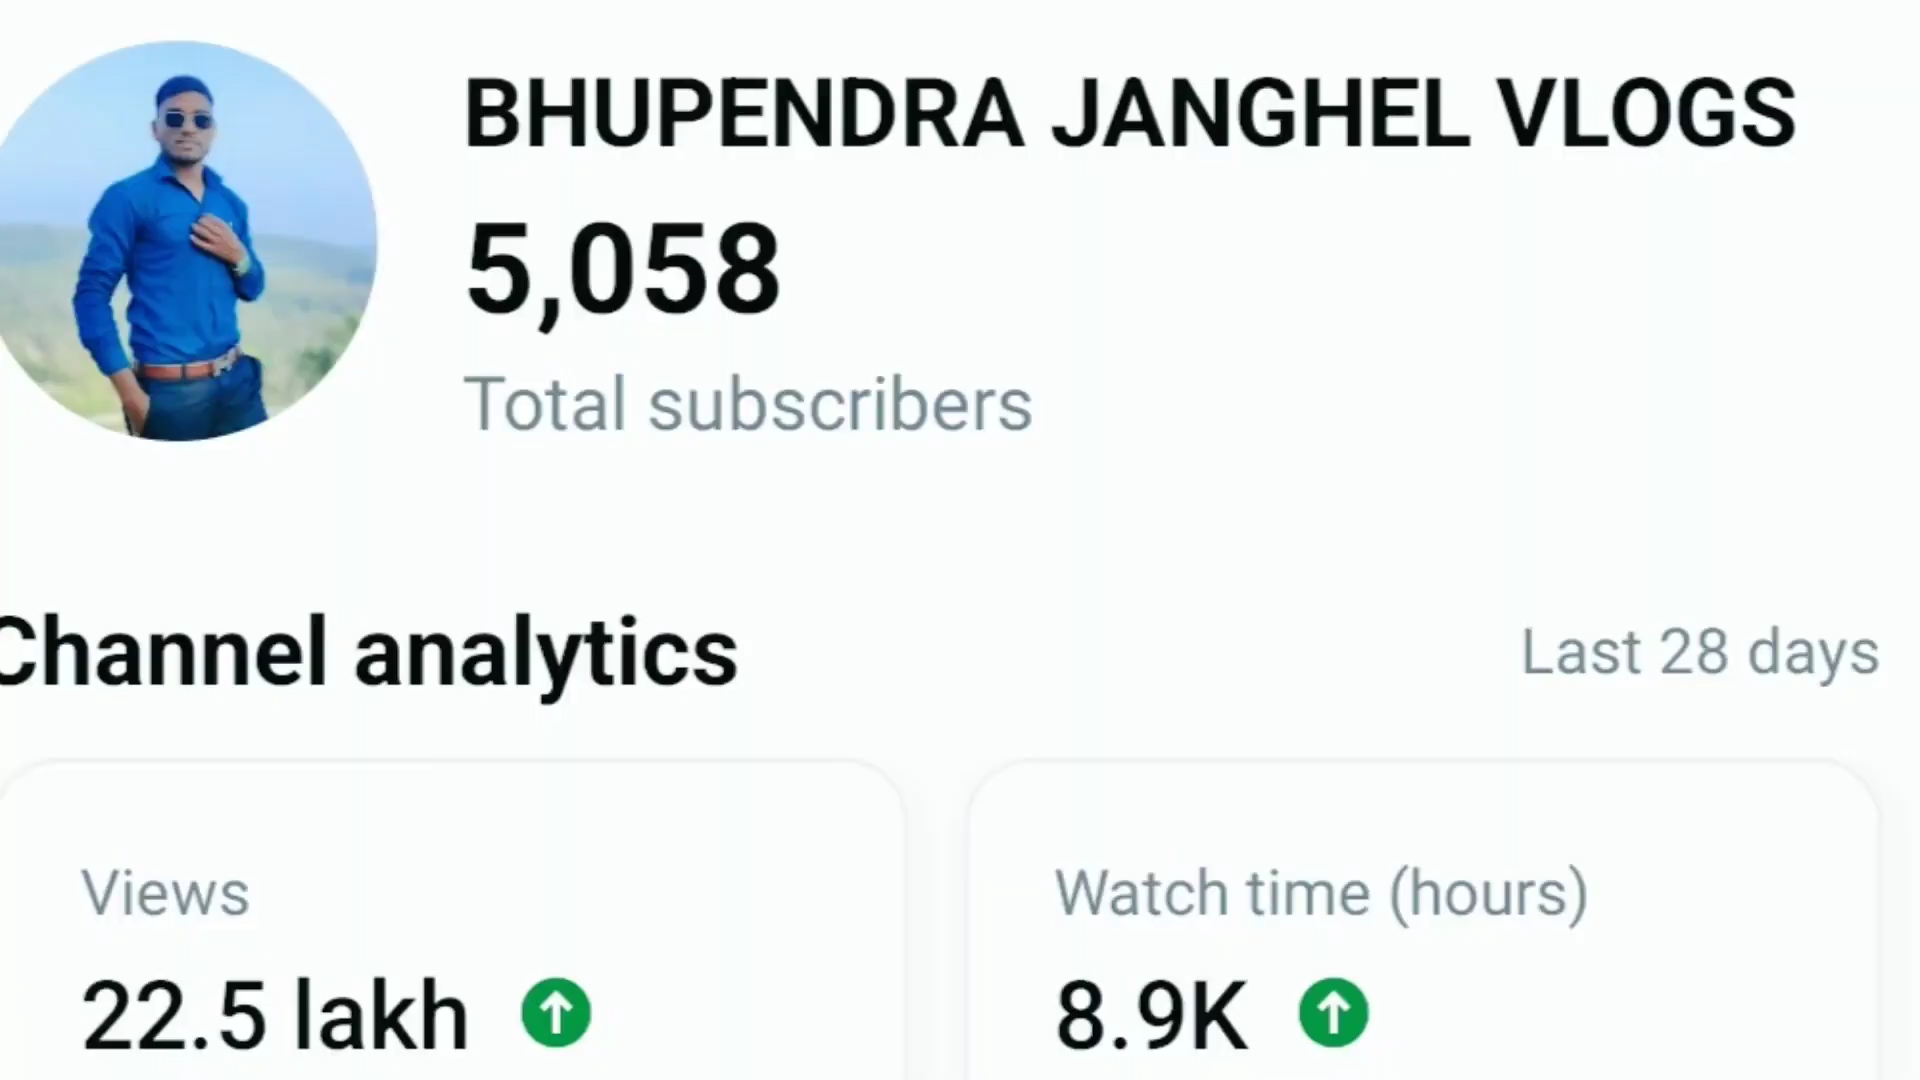 BHUPENDRA JANGHEL VLOGS
5,058
Total subscribers
Channel analytics
Last 28 days
Views
Watch time (hours)
22.5 lakh
8.9K